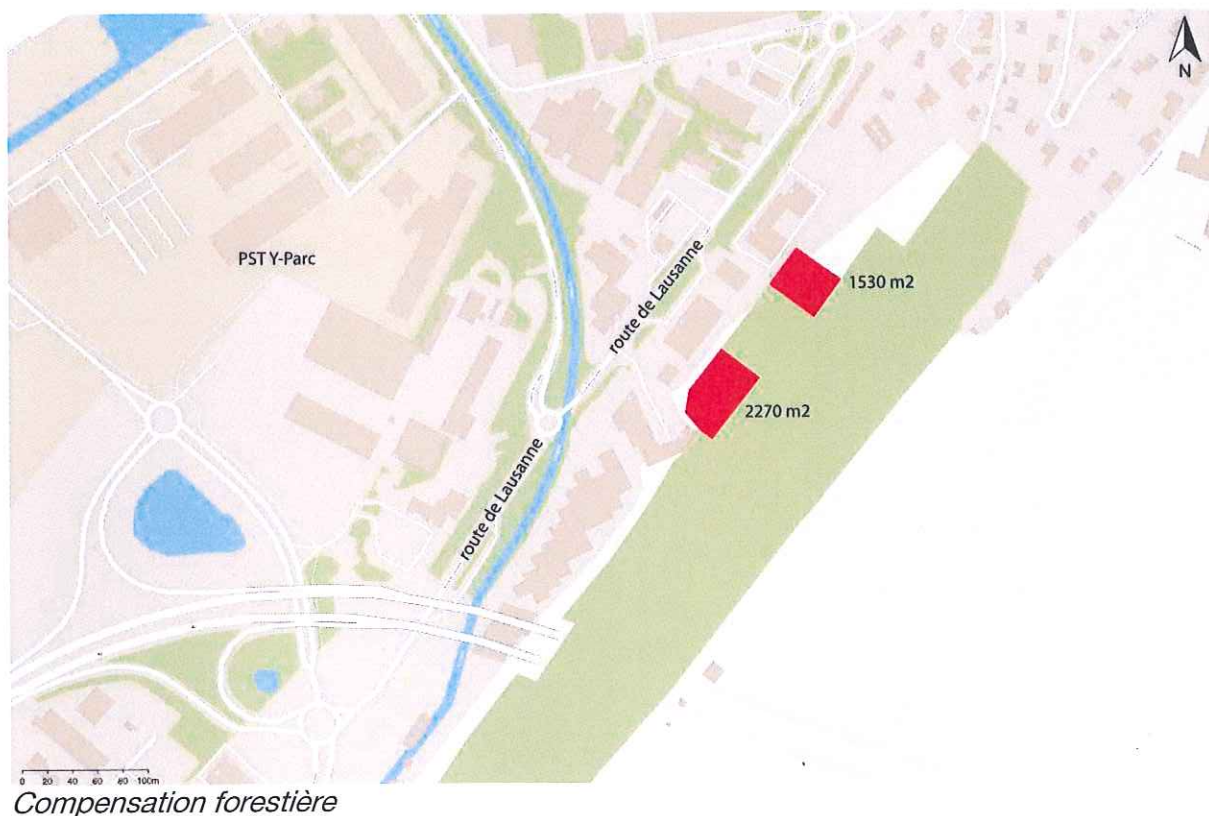 N
PST Y-Parc
route de Lausanne
1530 m2
2270 m2
route de Lausanne
0 20 40 60 80 100m
Compensation forestière